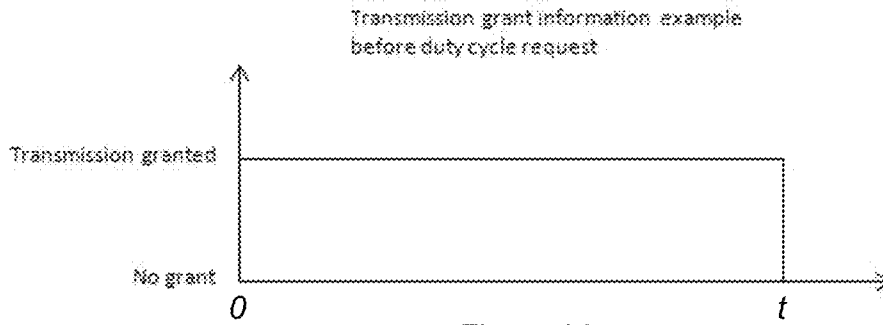 Transmission grant information example
before duty cycle request
Transmission granted
No grant
0
t